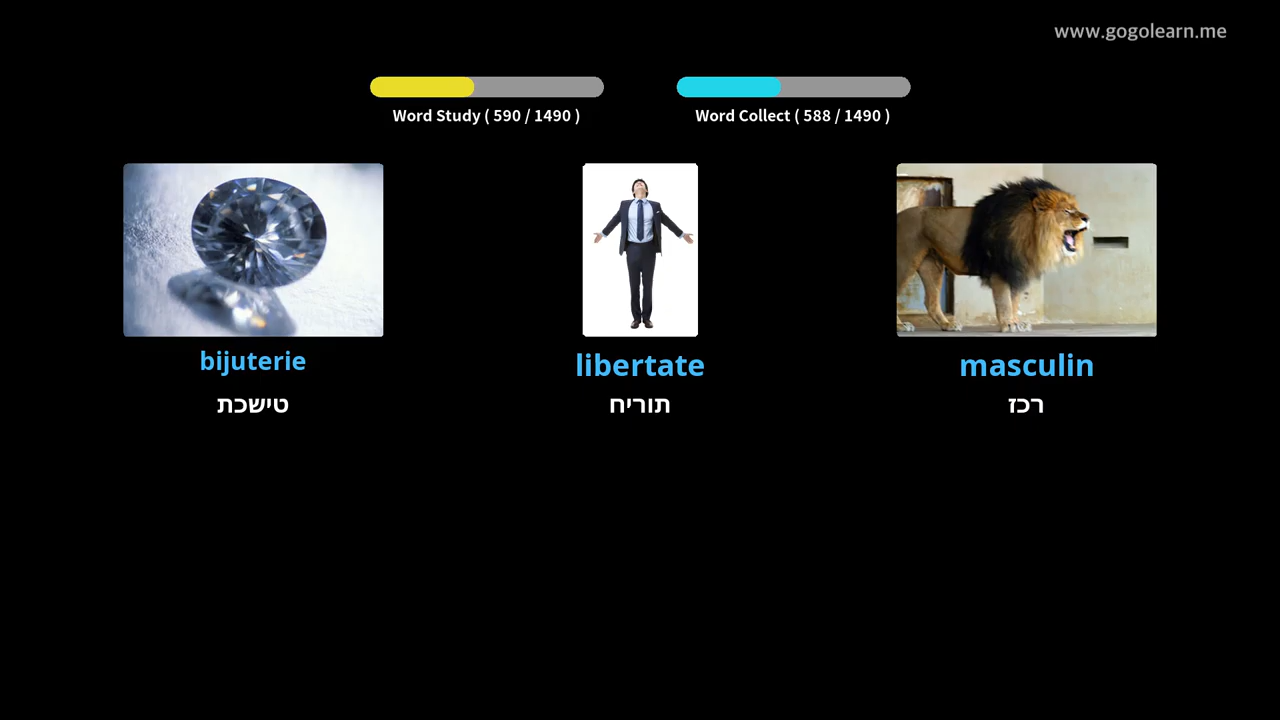 www.gogolearn.me
Word Study ( 590 / 1490 )
Word Collect ( 588 / 1490 )
bijuterie
libertate
masculin
טישכת
תוריח
רכז